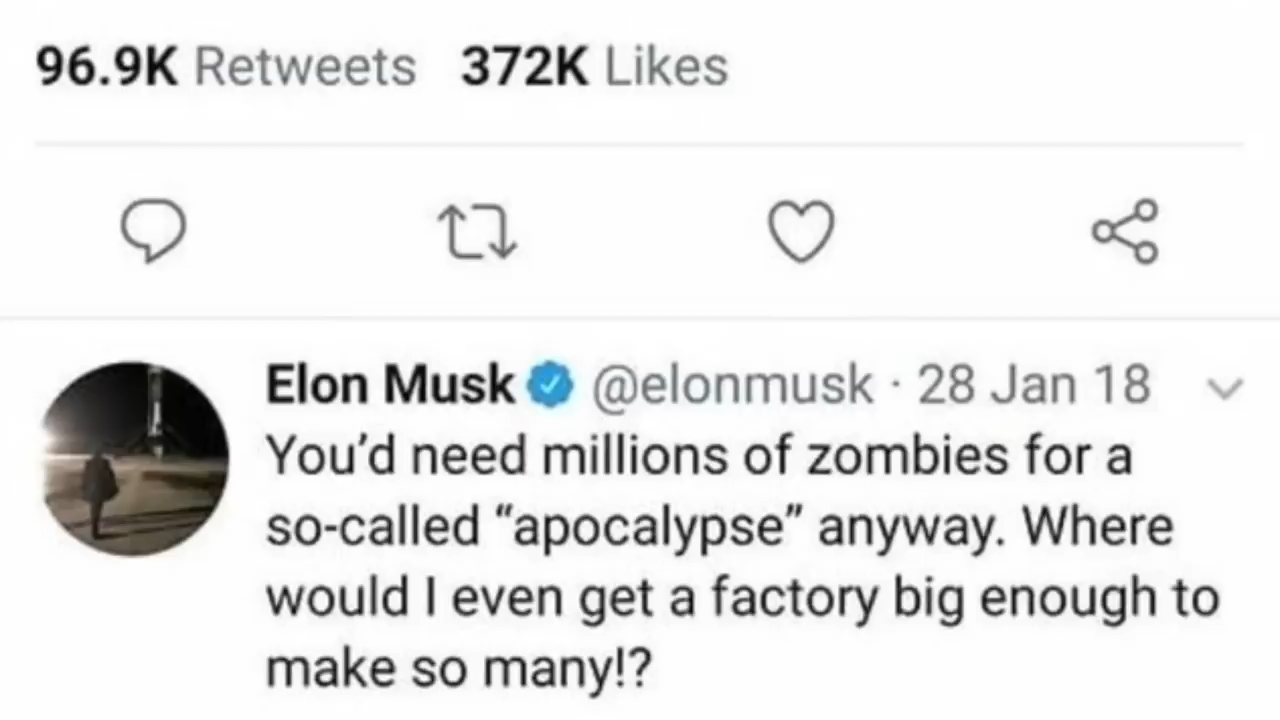 96.9K Retweets 372K Likes
Elon Musk @elonmusk · 28 Jan 18
You’d need millions of zombies for a
so-called “apocalypse” anyway. Where
would I even get a factory big enough to
make so many!?